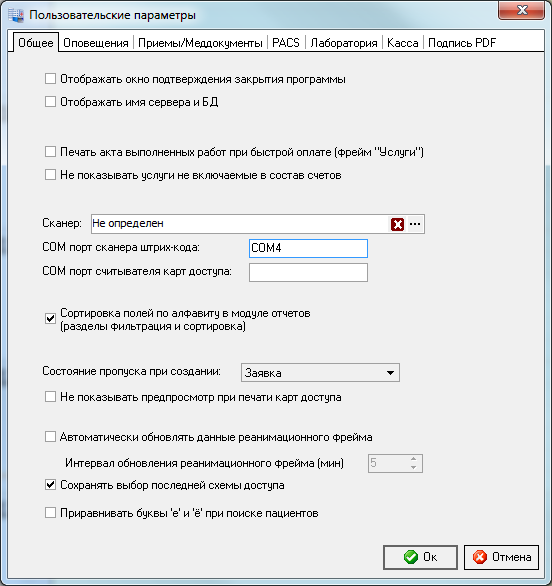 Пользовательские параметры
Общее Оповещения Приемы/Меддокументы PACS Лаборатория Касса Подпись PDF
Отображать окно подтверждения закрытия программы
Отображать имя сервера и БД
Печать акта выполненных работ при быстрой оплате (фрейм "Услуги")
Не показывать услуги не включаемые в состав счетов
Сканер: Не определен ...
COM порт сканера штрих-кода: COM4
COM порт считывателя карт доступа:
Сортировка полей по алфавиту в модуле отчетов
(разделы фильтрация и сортировка)
Состояние пропуска при создании: Заявка
Не показывать предпросмотр при печати карт доступа
Автоматически обновлять данные реанимационного фрейма
Интервал обновления реанимационного фрейма (мин) 5
Сохранять выбор последней схемы доступа
Приравнивать буквы 'е' и 'ё' при поиске пациентов
Ок Отмена